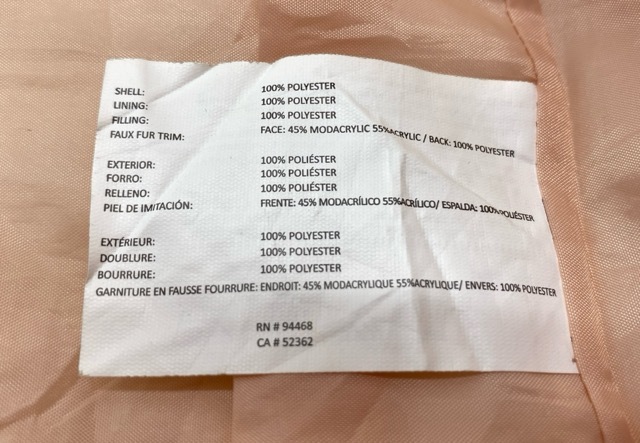 SHELL: 100% POLYESTER
LINING: 100% POLYESTER
FILLING: 100% POLYESTER
FAUX FUR TRIM: FACE: 45% MODACRYLIC 55%ACRYLIC / BACK: 100% POLYESTER
EXTERIOR: 100% POLIÉSTER
FORRO: 100% POLIÉSTER
RELLENO: 100% POLIÉSTER
PIEL DE IMITACIÓN: FRENTE: 45% MODACRÍLICO 55%ACRÍLICO/ ESPALDA: 100%POLIÉSTER
EXTÉRIEUR: 100% POLYESTER
DOUBLURE: 100% POLYESTER
BOURRURE: 100% POLYESTER
GARNITURE EN FAUSSE FOURRURE: ENDROIT: 45% MODACRYLIQUE 55%ACRYLIQUE/ ENVERS: 100% POLYESTER
RN # 94468
CA # 52362